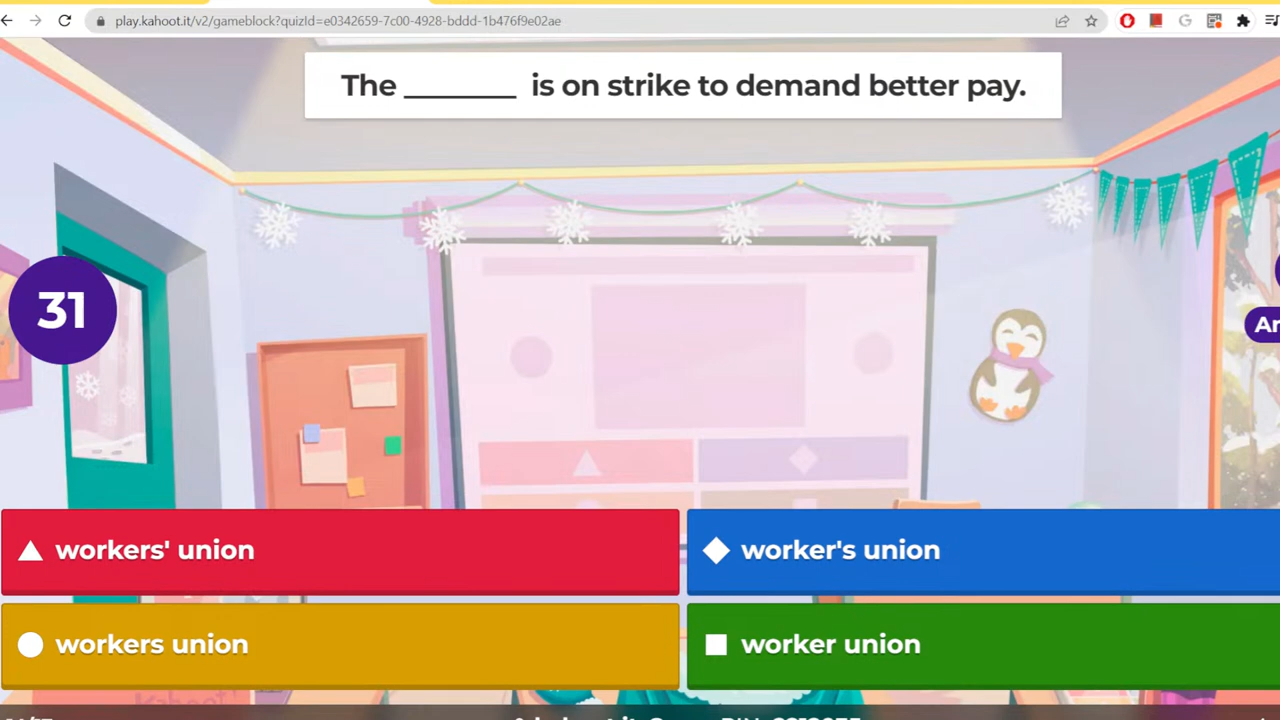 play.kahoot.it/v2/gameblock?quizId=e0342659-7c00-4928-bddd-1b476f9e02ae
The _______ is on strike to demand better pay.
31
workers' union
worker's union
workers union
worker union